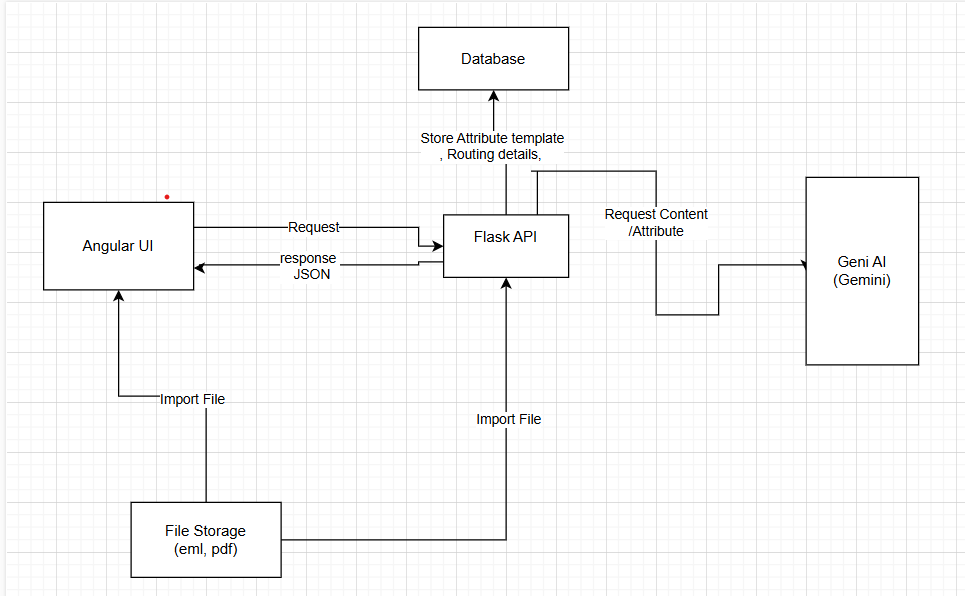 Database
Store Attribute template
, Routing details,
Request Content
/Attribute
Angular UI
Request
Flask API
response
JSON
Geni AI
(Gemini)
Import File
Import File
File Storage
(eml, pdf)